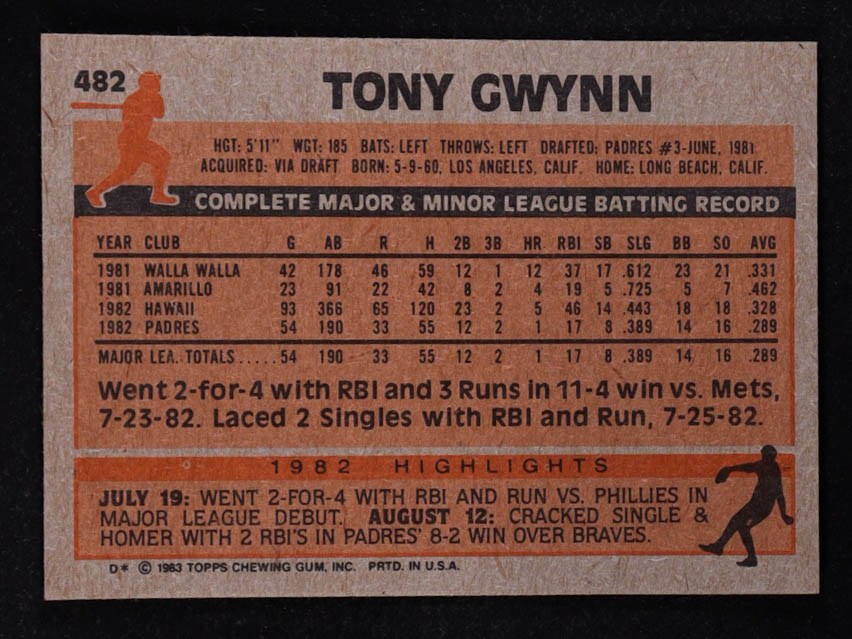 482
TONY GWYNN
HGT: 5'11" WGT: 185 BATS: LEFT THROWS: LEFT DRAFTED: PADRES #3-JUNE, 1981
ACQUIRED: VIA DRAFT BORN: 5-9-60, LOS ANGELES, CALIF. HOME: LONG BEACH, CALIF.
COMPLETE MAJOR & MINOR LEAGUE BATTING RECORD
YEAR CLUB G AB R H 2B 3B HR RBI SB SLG BB SO AVG
1981 WALLA WALLA 42 178 46 59 12 1 12 37 17 .612 23 21 .331
1981 AMARILLO 23 91 22 42 8 2 4 19 5 .725 5 7 .462
1982 HAWAII 93 366 65 120 23 2 5 46 14 .443 18 18 .328
1982 PADRES 54 190 33 55 12 2 1 17 8 .389 14 16 .289
MAJOR LEA. TOTALS ..... 54 190 33 55 12 2 1 17 8 .389 14 16 .289
Went 2-for-4 with RBI and 3 Runs in 11-4 win vs. Mets,
7-23-82. Laced 2 Singles with RBI and Run, 7-25-82.
1982 HIGHLIGHTS
JULY 19: WENT 2-FOR-4 WITH RBI AND RUN VS. PHILLIES IN
MAJOR LEAGUE DEBUT. AUGUST 12: CRACKED SINGLE &
HOMER WITH 2 RBI'S IN PADRES' 8-2 WIN OVER BRAVES.
D* © 1983 TOPPS CHEWING GUM, INC. PRTD. IN U.S.A.